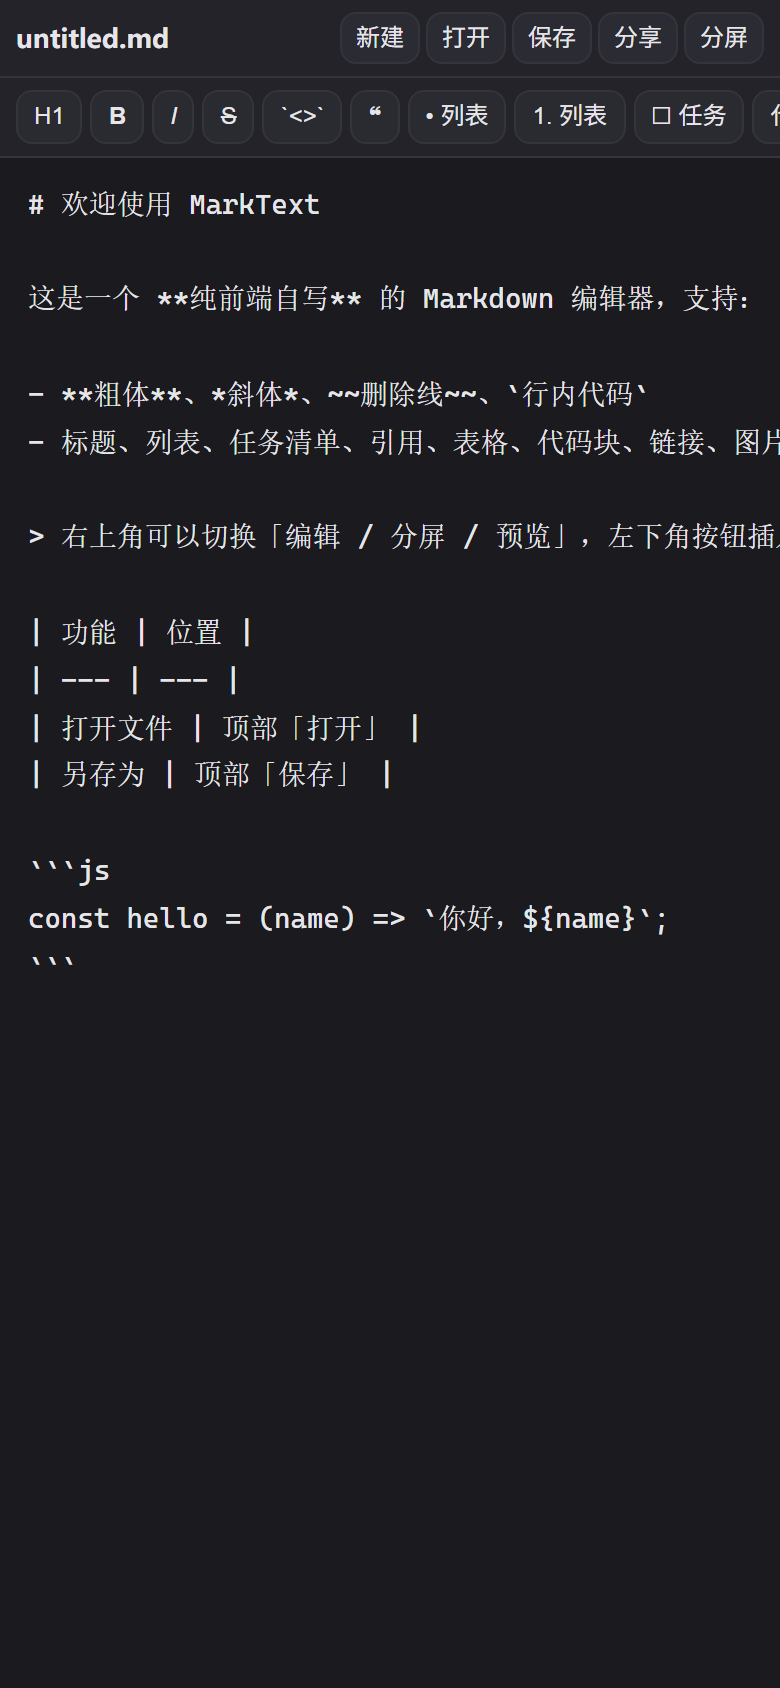 untitled.md 新建 打开 保存 分享 分屏
H1 B I S `<>` ❝ • 列表 1. 列表 ☐ 任务
# 欢迎使用 MarkText
这是一个 **纯前端自写** 的 Markdown 编辑器，支持：
- **粗体**、*斜体*、~~删除线~~、`行内代码`
- 标题、列表、任务清单、引用、表格、代码块、链接、图片
> 右上角可以切换「编辑 / 分屏 / 预览」，左下角按钮插
| 功能 | 位置 |
| --- | --- |
| 打开文件 | 顶部「打开」 |
| 另存为 | 顶部「保存」 |
```js
const hello = (name) => `你好，${name}`;
```